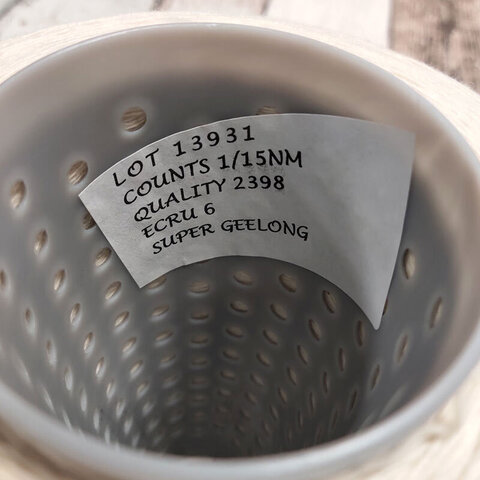 LOT 13931
COUNTS 1/15NM
QUALITY 2398
ECRU 6
SUPER GEELONG